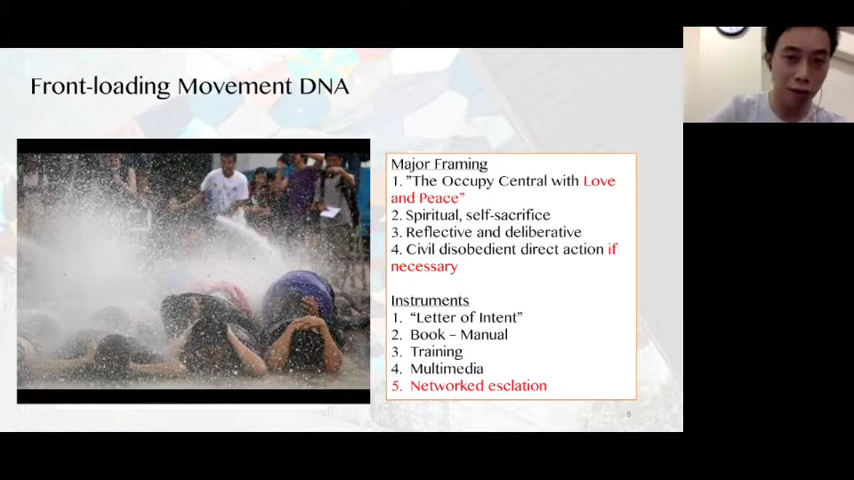 Front-loading Movement DNA
Major Framing
1. ”The Occupy Central with Love
and Peace”
2. Spiritual, self-sacrifice
3. Reflective and deliberative
4. Civil disobedient direct action if
necessary
Instruments
1. “Letter of Intent”
2. Book – Manual
3. Training
4. Multimedia
5. Networked esclation
8